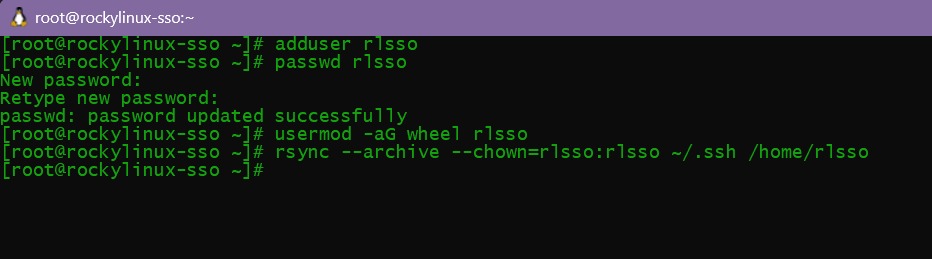 root@rockylinux-sso:~
[root@rockylinux-sso ~]# adduser rlsso
[root@rockylinux-sso ~]# passwd rlsso
New password:
Retype new password:
passwd: password updated successfully
[root@rockylinux-sso ~]# usermod -aG wheel rlsso
[root@rockylinux-sso ~]# rsync --archive --chown=rlsso:rlsso ~/.ssh /home/rlsso
[root@rockylinux-sso ~]#